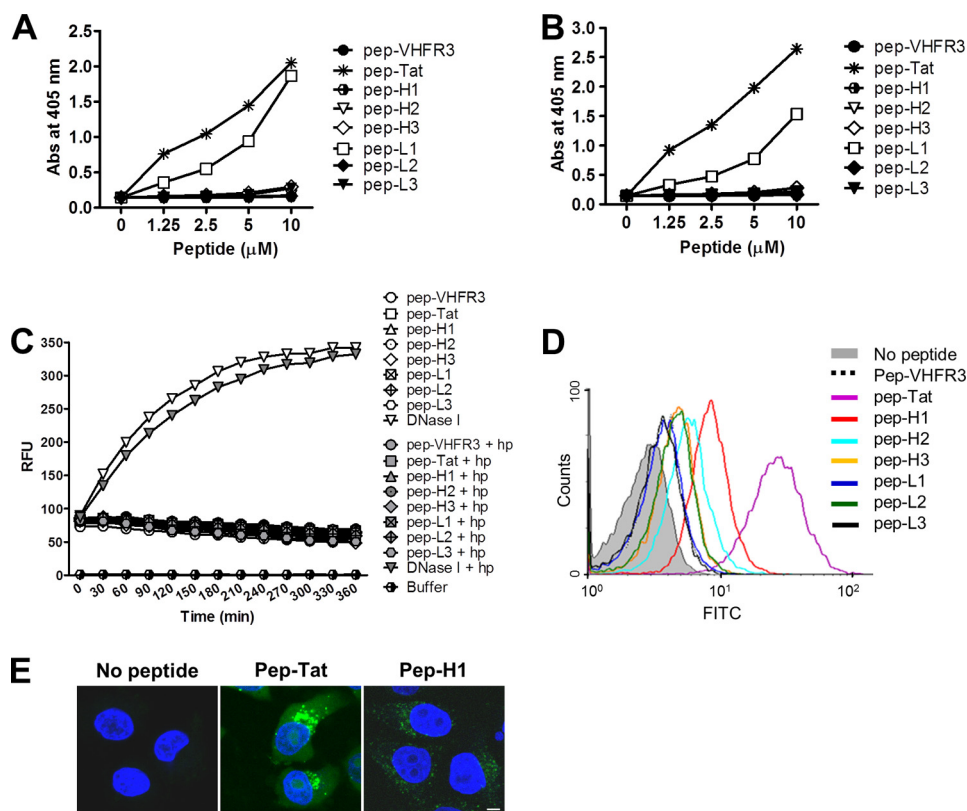 A
Abs at 405 nm
2.5
2.0
1.5
1.0
0.5
0.0
0 1.25 2.5 5 10
Peptide (μM)
pep-VHFR3
pep-Tat
pep-H1
pep-H2
pep-H3
pep-L1
pep-L2
pep-L3
B
Abs at 405 nm
3.0
2.5
2.0
1.5
1.0
0.5
0.0
0 1.25 2.5 5 10
Peptide (μM)
pep-VHFR3
pep-Tat
pep-H1
pep-H2
pep-H3
pep-L1
pep-L2
pep-L3
C
RFU
350
300
250
200
150
100
50
0
0 30 60 90 120 150 180 210 240 270 300 330 360
Time (min)
pep-VHFR3
pep-Tat
pep-H1
pep-H2
pep-H3
pep-L1
pep-L2
pep-L3
DNase I
pep-VHFR3 + hp
pep-Tat + hp
pep-H1 + hp
pep-H2 + hp
pep-H3 + hp
pep-L1 + hp
pep-L2 + hp
pep-L3 + hp
DNase I + hp
Buffer
D
Counts
100
0
10⁰ 10¹ 10²
FITC
No peptide
Pep-VHFR3
pep-Tat
pep-H1
pep-H2
pep-H3
pep-L1
pep-L2
pep-L3
E
No peptide
Pep-Tat
Pep-H1